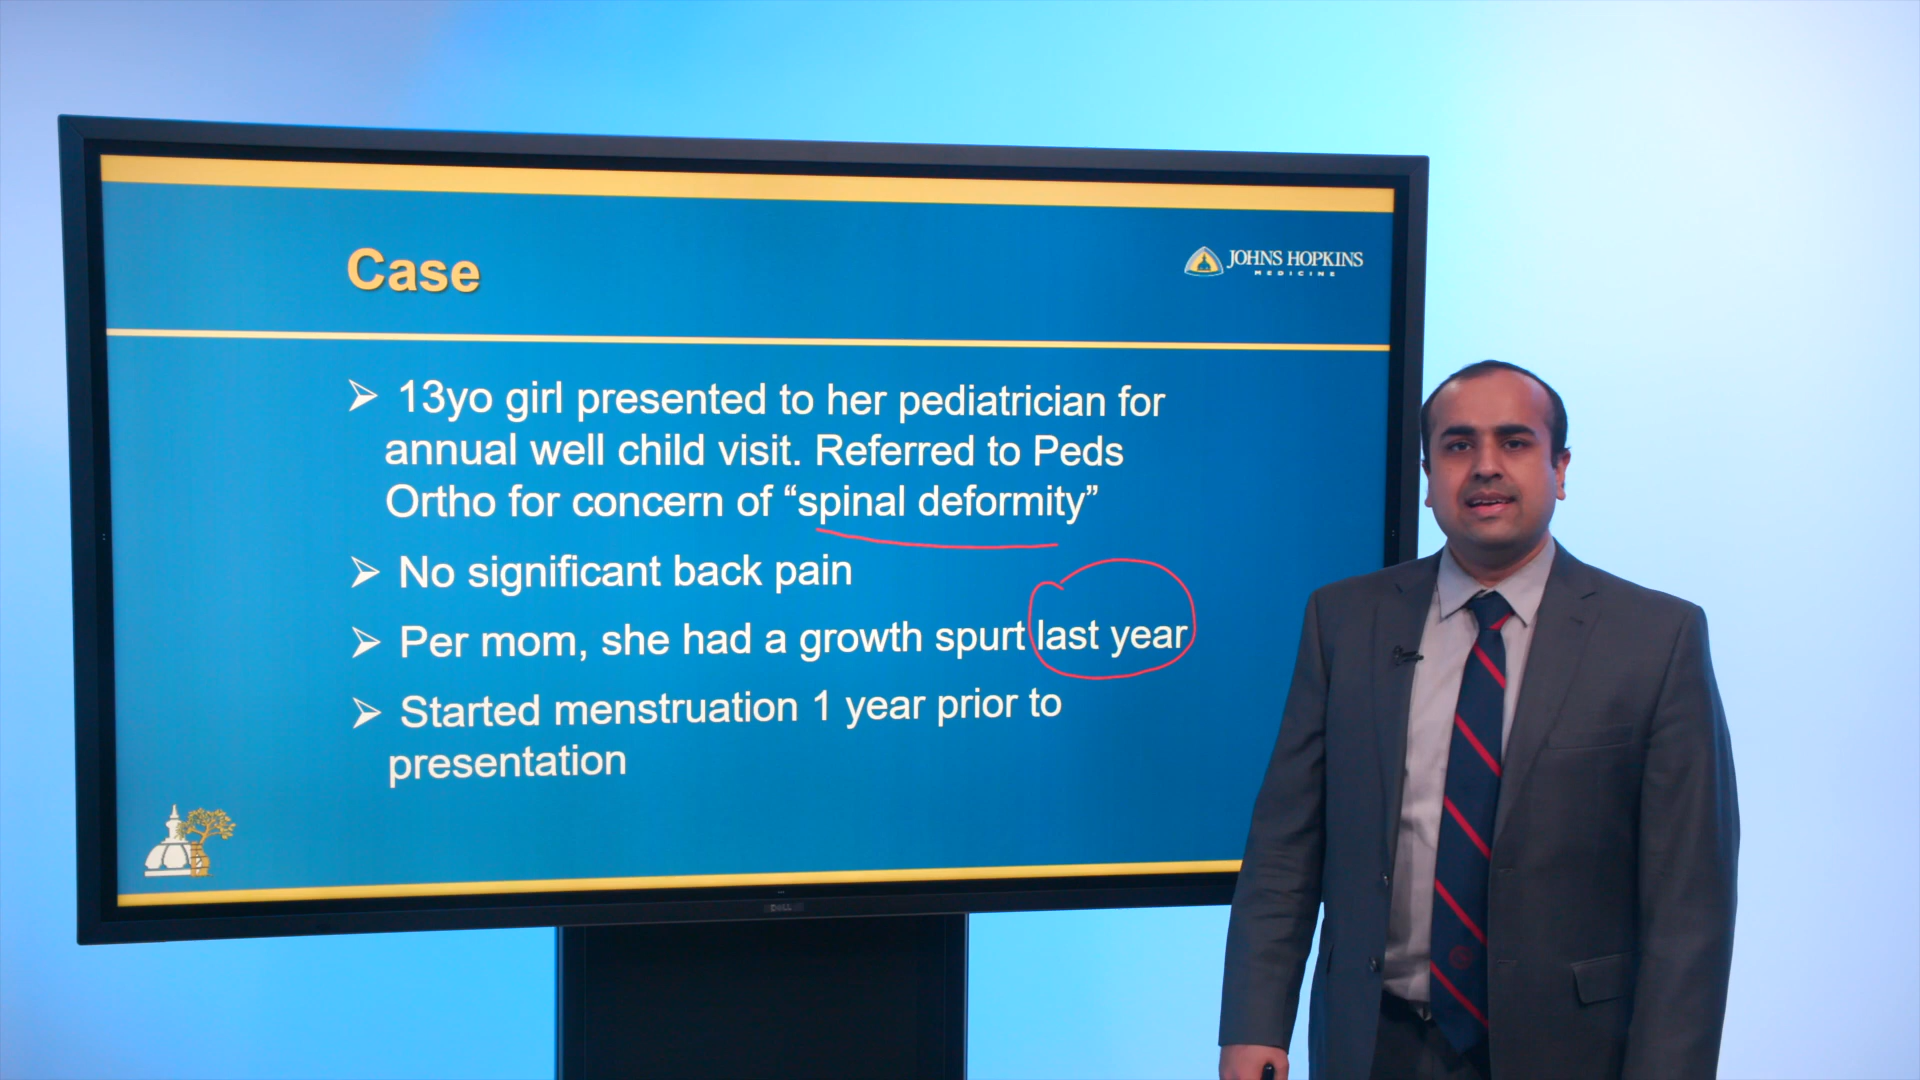 Case
JOHNS HOPKINS
MEDICINE
➢ 13yo girl presented to her pediatrician for
annual well child visit. Referred to Peds
Ortho for concern of “spinal deformity”
➢ No significant back pain
➢ Per mom, she had a growth spurt last year
➢ Started menstruation 1 year prior to
presentation
DELL